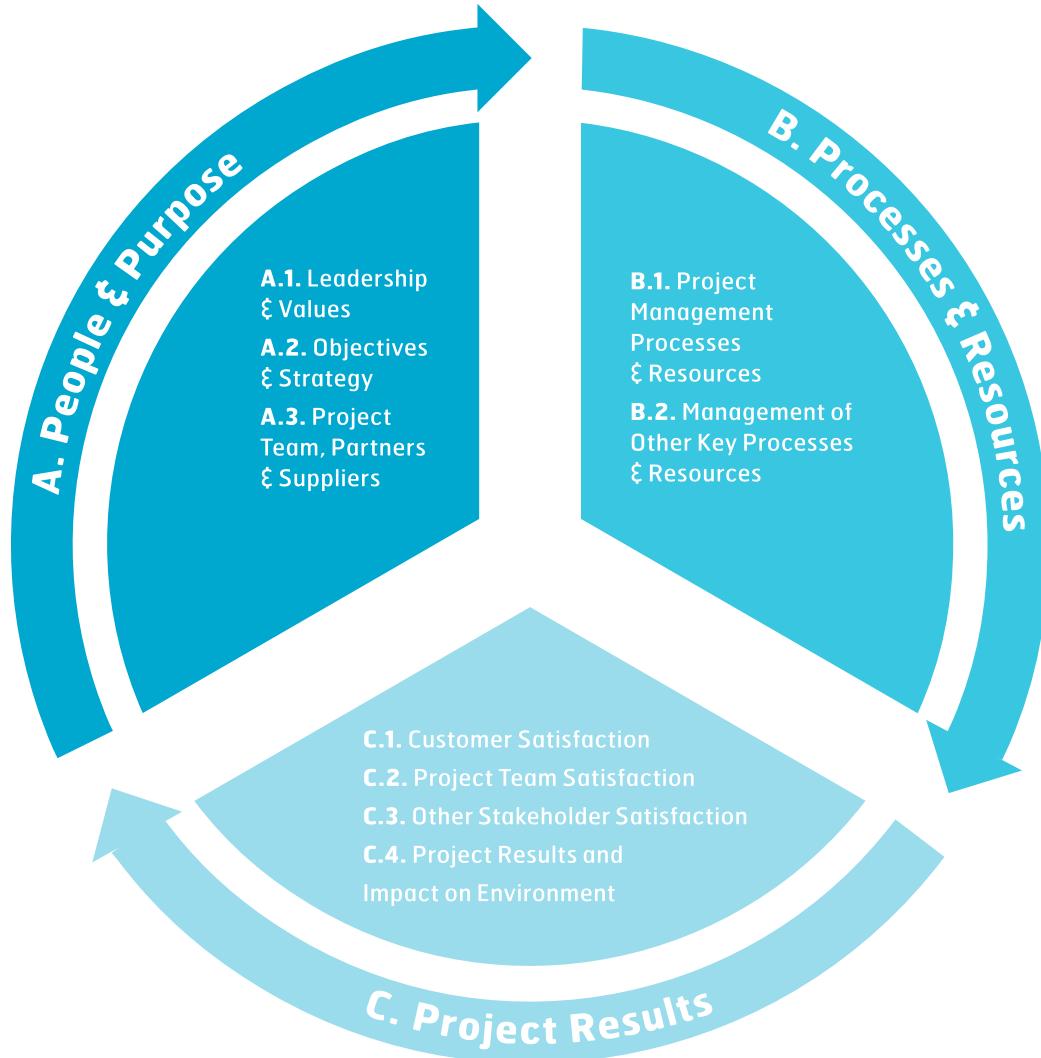 A. People & Purpose
A.1. Leadership
& Values
A.2. Objectives
& Strategy
A.3. Project
Team, Partners
& Suppliers
B. Processes & Resources
B.1. Project
Management
Processes
& Resources
B.2. Management of
Other Key Processes
& Resources
C.1. Customer Satisfaction
C.2. Project Team Satisfaction
C.3. Other Stakeholder Satisfaction
C.4. Project Results and
Impact on Environment
C. Project Results